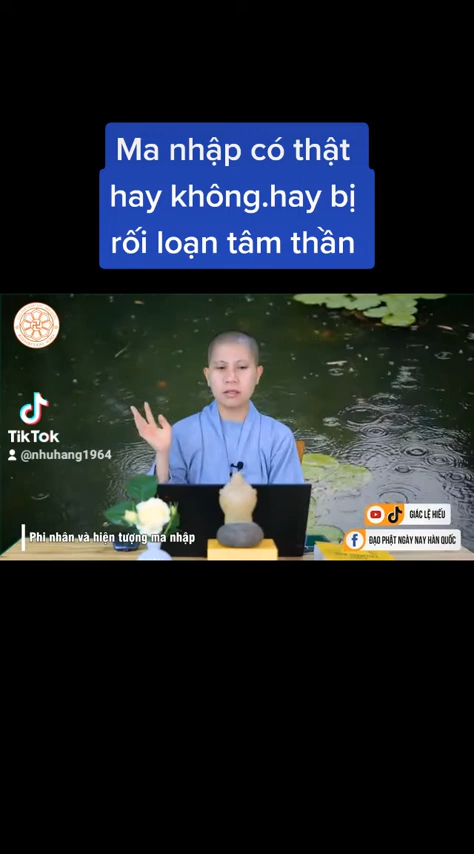 Ma nhập có thật
hay không.hay bị
rối loạn tâm thần
TikTok
@nhuhang1964
GIÁC LỆ HIẾU
Phi nhân và hiện tượng ma nhập
ĐẠO PHẬT NGÀY NAY HÀN QUỐC